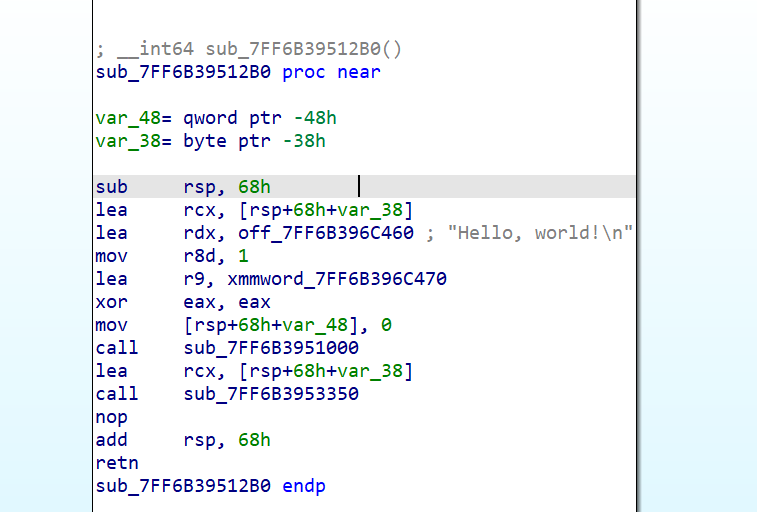 ; __int64 sub_7FF6B39512B0()
sub_7FF6B39512B0 proc near
var_48= qword ptr -48h
var_38= byte ptr -38h
sub     rsp, 68h
lea     rcx, [rsp+68h+var_38]
lea     rdx, off_7FF6B396C460 ; "Hello, world!\n"
mov     r8d, 1
lea     r9, xmmword_7FF6B396C470
xor     eax, eax
mov     [rsp+68h+var_48], 0
call    sub_7FF6B3951000
lea     rcx, [rsp+68h+var_38]
call    sub_7FF6B3953350
nop
add     rsp, 68h
retn
sub_7FF6B39512B0 endp